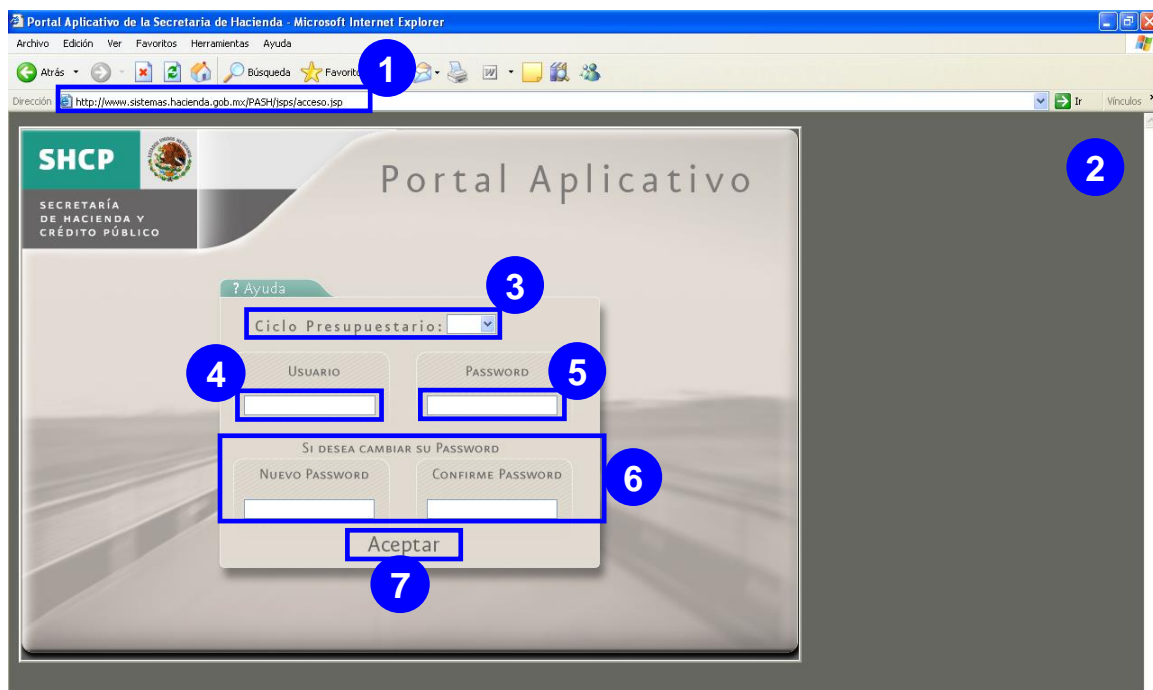 Portal Aplicativo de la Secretaria de Hacienda - Microsoft Internet Explorer
Archivo Edición Ver Favoritos Herramientas Ayuda
Atrás Búsqueda Favorit
1
Dirección http://www.sistemas.hacienda.gob.mx/PASH/jsps/acceso.jsp Ir Vínculos
SHCP
SECRETARÍA
DE HACIENDA Y
CRÉDITO PÚBLICO
Portal Aplicativo
2
? Ayuda
3
Ciclo Presupuestario:
4
USUARIO PASSWORD
5
SI DESEA CAMBIAR SU PASSWORD
NUEVO PASSWORD CONFIRME PASSWORD
6
Aceptar
7